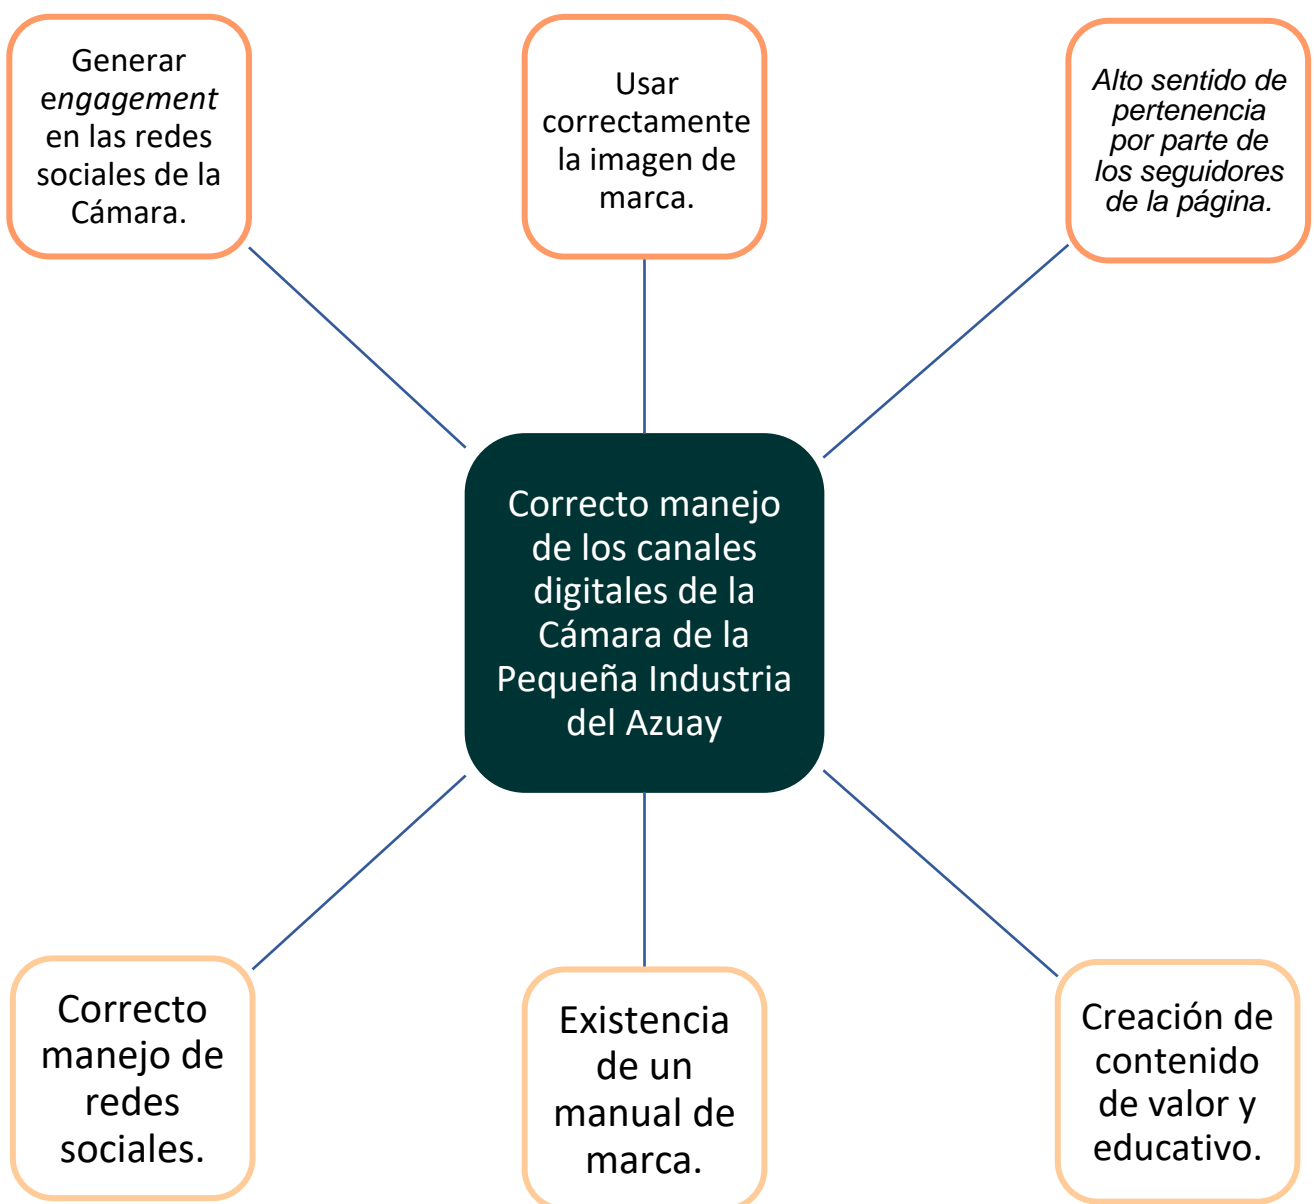 Generar
engagement
en las redes
sociales de la
Cámara.
Usar
correctamente
la imagen de
marca.
Alto sentido de
pertenencia
por parte de
los seguidores
de la página.
Correcto manejo
de los canales
digitales de la
Cámara de la
Pequeña Industria
del Azuay
Correcto
manejo de
redes
sociales.
Existencia
de un
manual de
marca.
Creación de
contenido
de valor y
educativo.